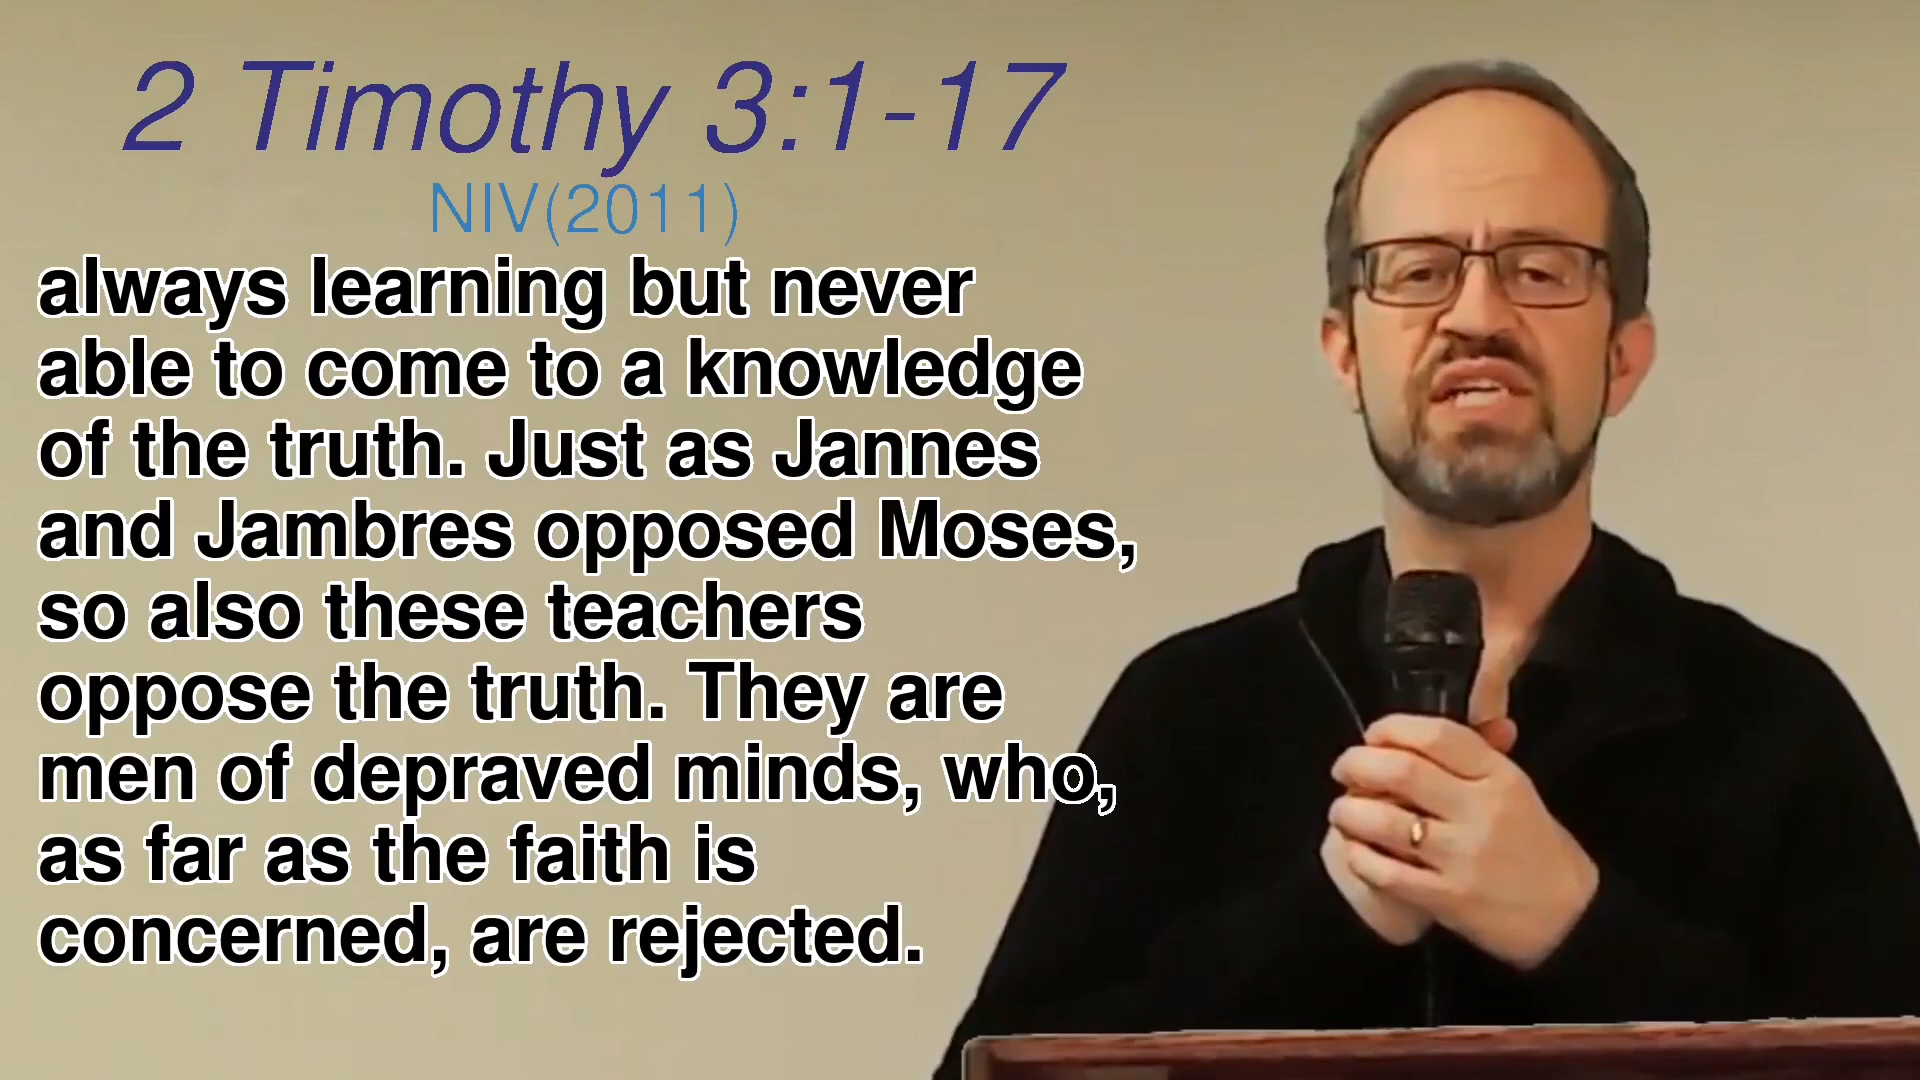 2 Timothy 3:1-17
NIV(2011)
always learning but never
able to come to a knowledge
of the truth. Just as Jannes
and Jambres opposed Moses,
so also these teachers
oppose the truth. They are
men of depraved minds, who,
as far as the faith is
concerned, are rejected.